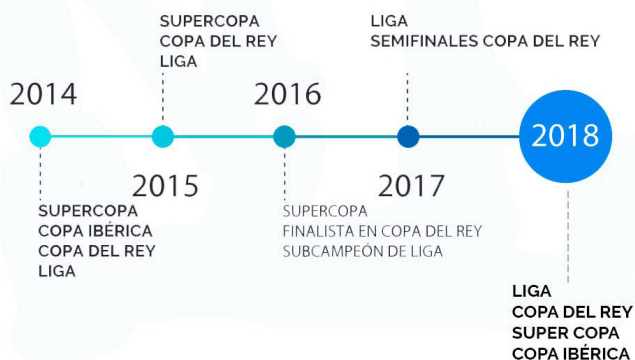 2014
SUPERCOPA
COPA IBÉRICA
COPA DEL REY
LIGA
SUPERCOPA
COPA DEL REY
LIGA
2015
2016
SUPERCOPA
FINALISTA EN COPA DEL REY
SUBCAMPEÓN DE LIGA
LIGA
SEMIFINALES COPA DEL REY
2017
2018
LIGA
COPA DEL REY
SUPER COPA
COPA IBÉRICA